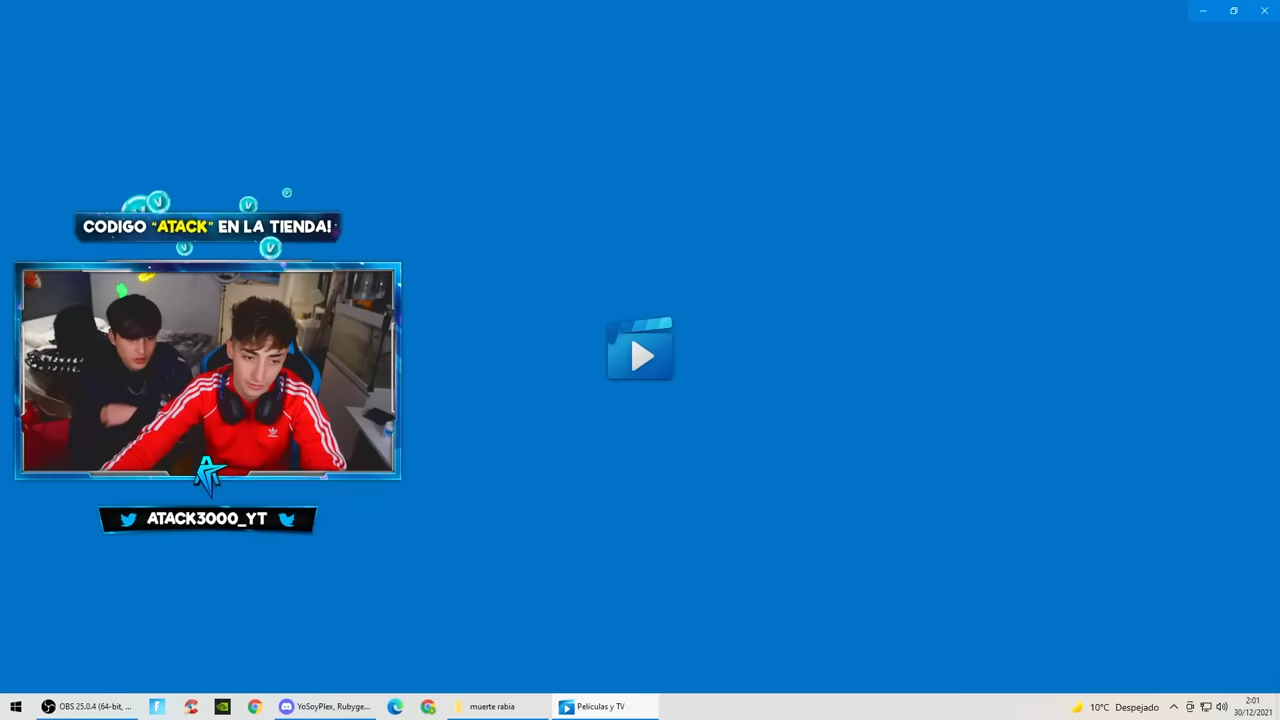 CODIGO "ATACK" EN LA TIENDA!
ATACK3000_YT
OBS 25.0.4 (64-bit, ...
YoSoyPlex, Rubyge...
muerte rabia
Películas y TV
10°C Despejado
2:01
30/12/2021